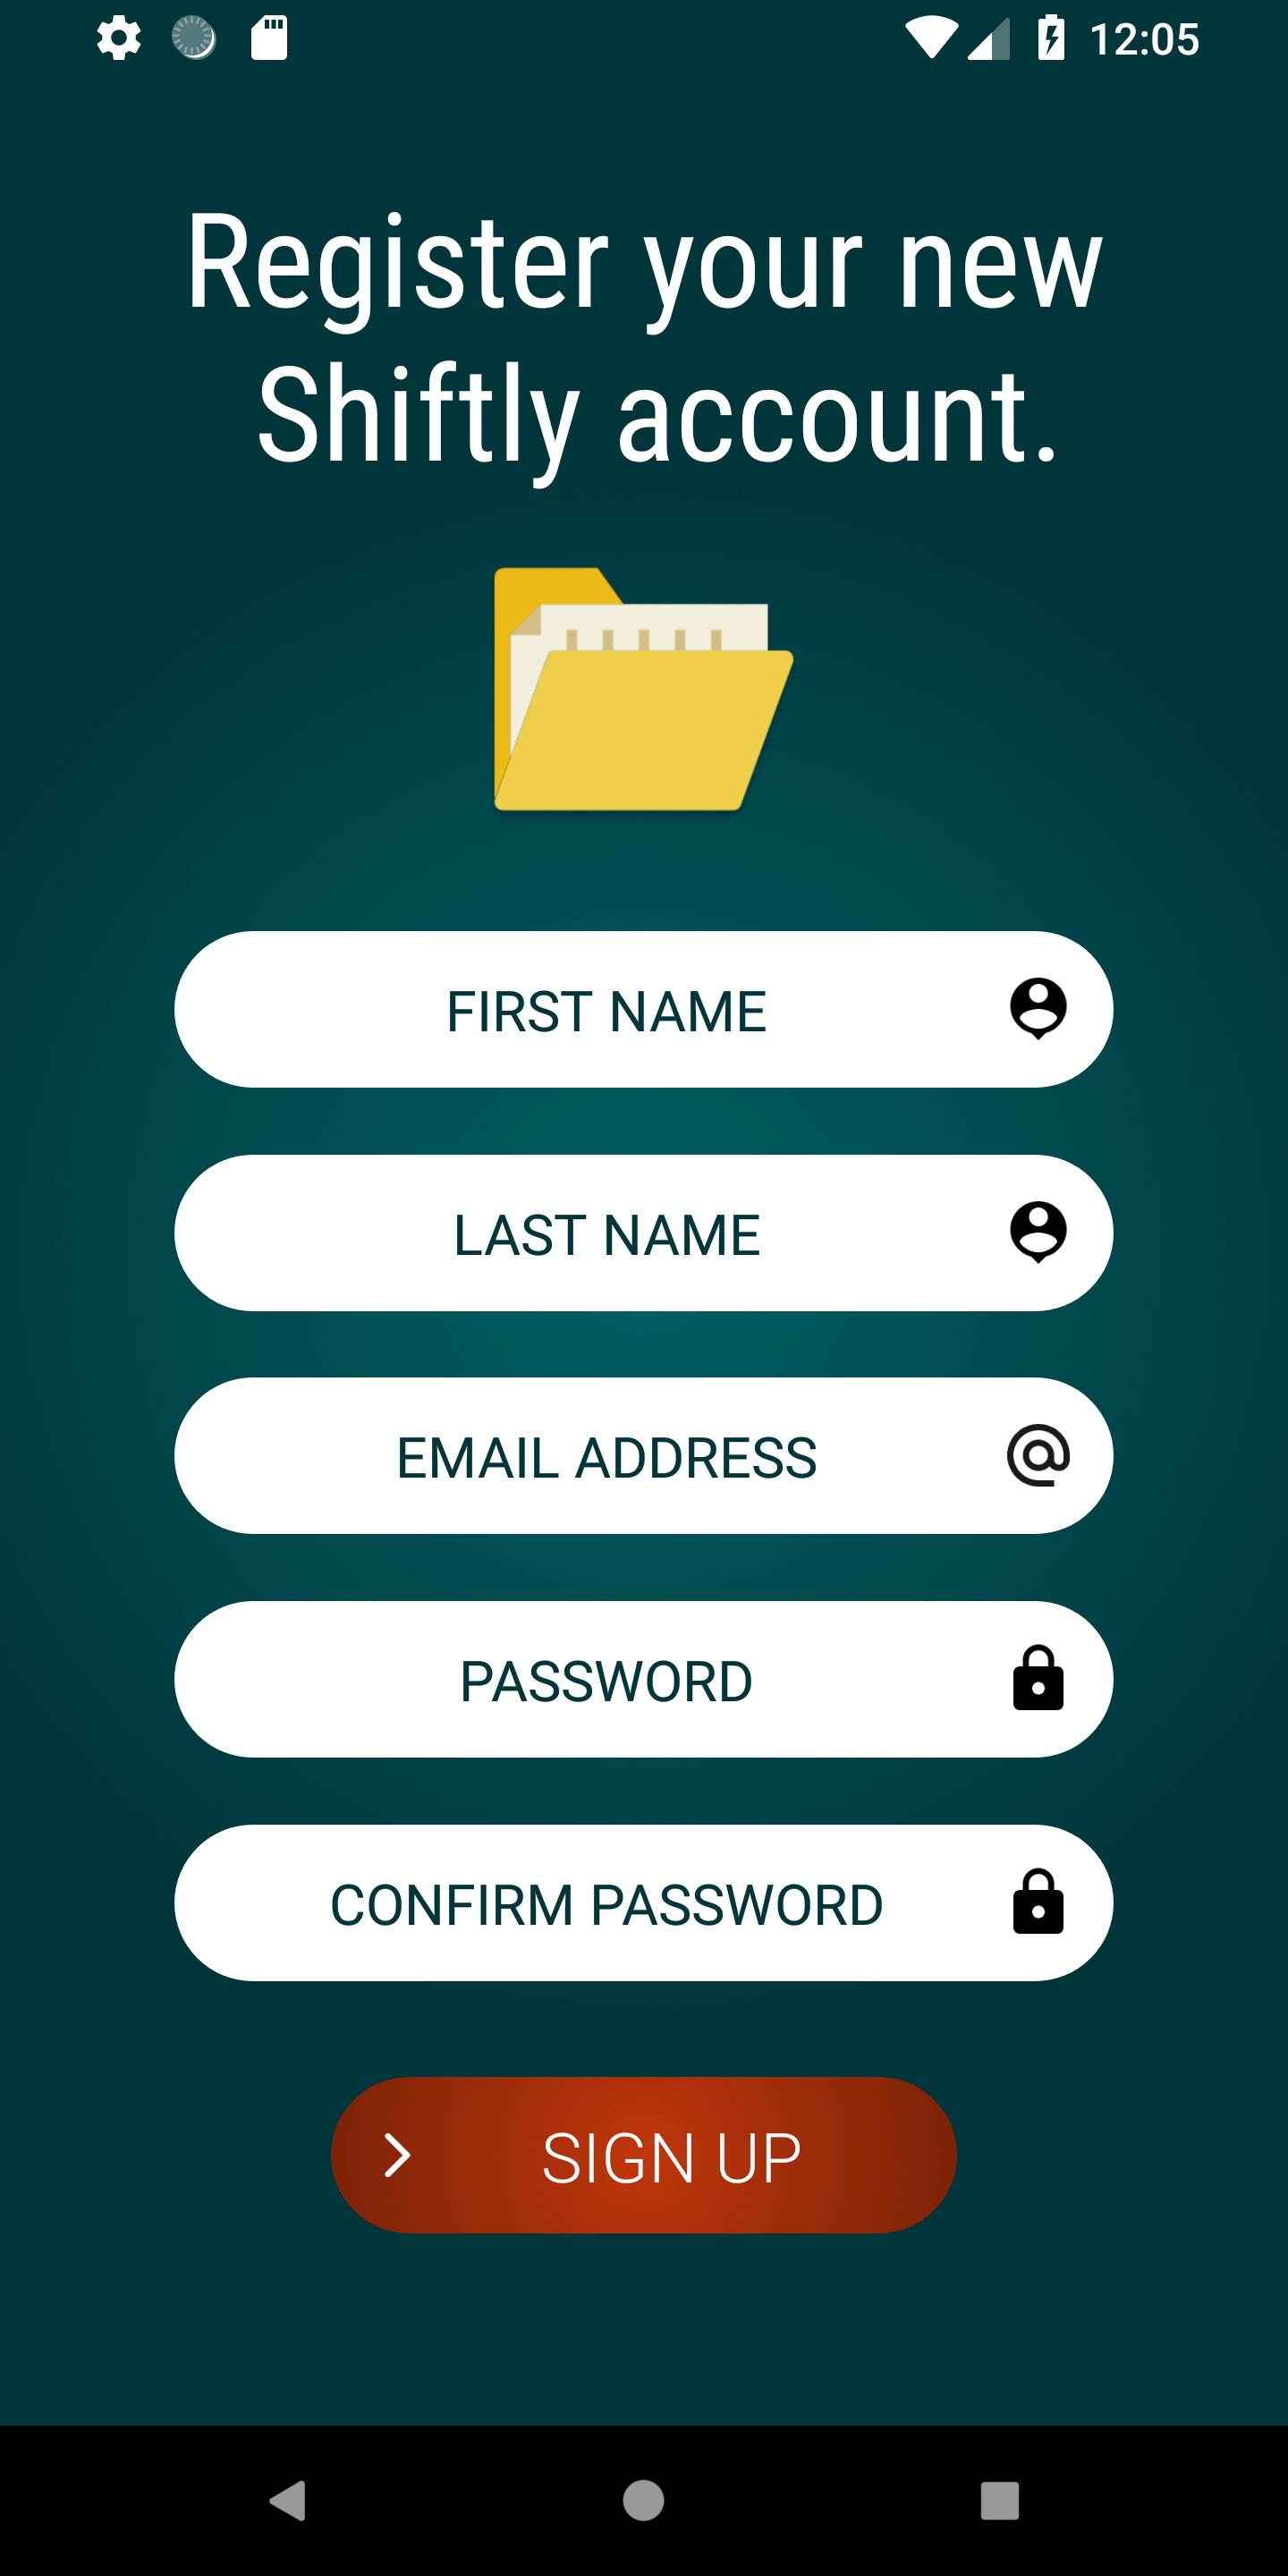 12:05
Register your new
Shiftly account.
FIRST NAME
LAST NAME
EMAIL ADDRESS
PASSWORD
CONFIRM PASSWORD
SIGN UP